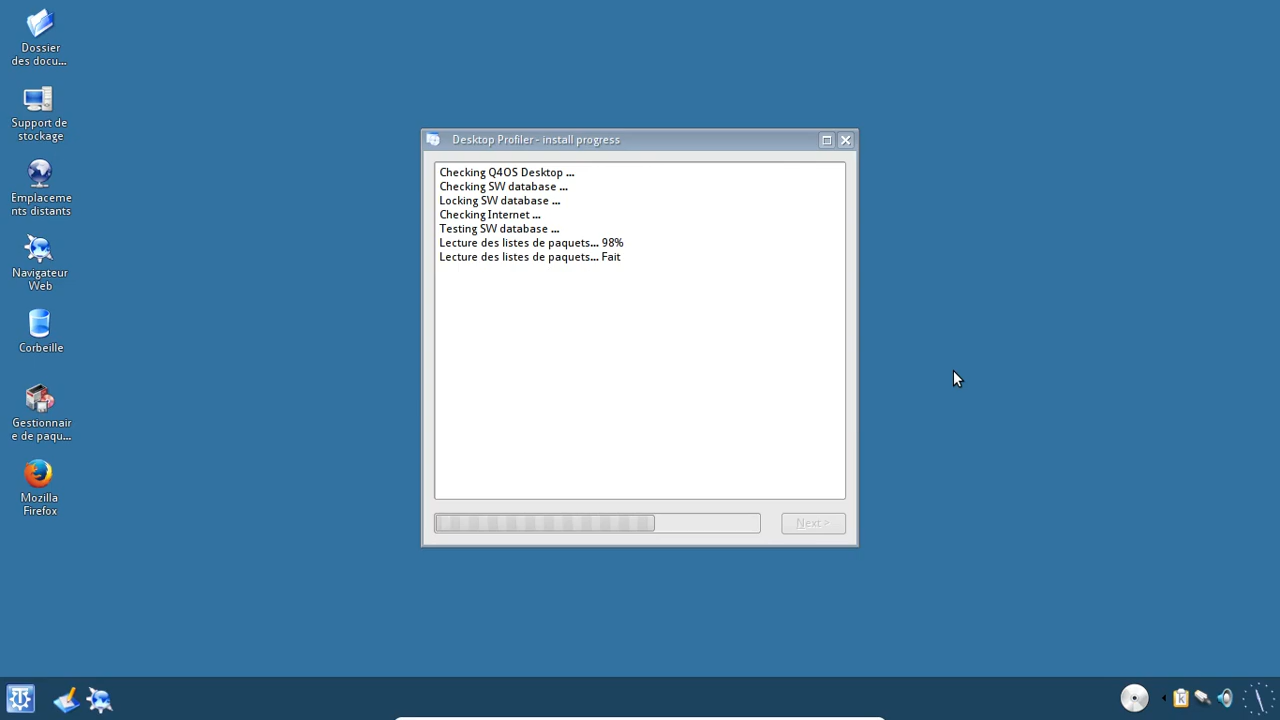 Dossier
des docu...
Support de
stockage
Emplaceme
nts distants
Navigateur
Web
Corbeille
Gestionnair
e de paqu...
Mozilla
Firefox
Desktop Profiler - install progress
Checking Q4OS Desktop ...
Checking SW database ...
Locking SW database ...
Checking Internet ...
Testing SW database ...
Lecture des listes de paquets... 98%
Lecture des listes de paquets... Fait
Next >